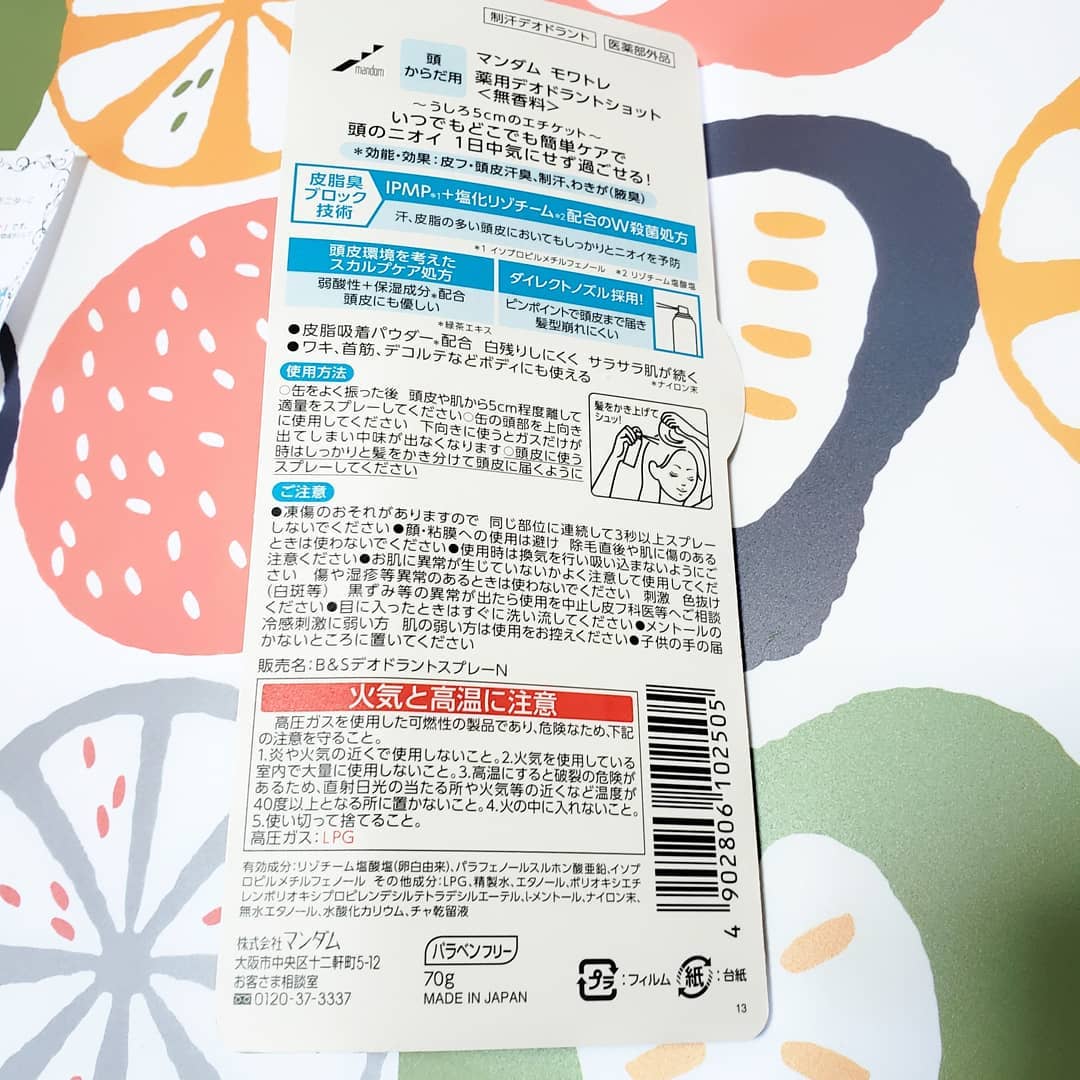 制汗デオドラント
医薬部外品
mandom
頭
からだ用
マンダム モワトレ
薬用デオドラントショット
<無香料>
~うしろ5cmのエチケット~
いつでもどこでも簡単ケアで
頭のニオイ 1日中気にせず過ごせる!
*効能・効果:皮フ・頭皮汗臭、制汗、わきが(腋臭)
皮脂臭
ブロック
技術
IPMP*1+塩化リゾチーム*2配合のW殺菌処方
汗、皮脂の多い頭皮においてもしっかりとニオイを予防
*1 イソプロピルメチルフェノール *2 リゾチーム塩酸塩
頭皮環境を考えた
スカルプケア処方
弱酸性+保湿成分*配合
頭皮にも優しい
*緑茶エキス
ダイレクトノズル採用!
ピンポイントで頭皮まで届き
髪型崩れにくい
●皮脂吸着パウダー*配合 白残りしにくく サラサラ肌が続く
●ワキ、首筋、デコルテなどボディにも使える
*ナイロン末
使用方法
○缶をよく振った後 頭皮や肌から5cm程度離して
適量をスプレーしてください○缶の頭部を上向き
に使用してください 下向きに使うとガスだけが
出てしまい中味が出なくなります○頭皮に使う
時はしっかりと髪をかき分けて頭皮に届くように
スプレーしてください
髪をかき上げて
シュッ!
ご注意
●凍傷のおそれがありますので 同じ部位に連続して3秒以上スプレー
しないでください●顔・粘膜への使用は避け 除毛直後や肌に傷のある
ときは使わないでください●使用時は換気を行い吸い込まないようにご
注意ください●お肌に異常が生じていないかよく注意して使用してくだ
さい 傷や湿疹等異常のあるときは使わないでください 刺激 色抜け
(白斑等) 黒ずみ等の異常が出たら使用を中止し皮フ科医等へご相談
ください●目に入ったときはすぐに洗い流してください●メントールの
冷感刺激に弱い方 肌の弱い方は使用をお控えください●子供の手の届
かないところに置いてください
販売名:B&SデオドラントスプレーN
火気と高温に注意
高圧ガスを使用した可燃性の製品であり、危険なため、下記
の注意を守ること。
1.炎や火気の近くで使用しないこと。2.火気を使用している
室内で大量に使用しないこと。3.高温にすると破裂の危険が
あるため、直射日光の当たる所や火気等の近くなど温度が
40度以上となる所に置かないこと。4.火の中に入れないこと。
5.使い切って捨てること。
高圧ガス:LPG
有効成分:リゾチーム塩酸塩(卵白由来)、パラフェノールスルホン酸亜鉛、イソプ
ロピルメチルフェノール その他成分:LPG、精製水、エタノール、ポリオキシエチ
レンポリオキシプロピレンデシルテトラデシルエーテル、l-メントール、ナイロン末、
無水エタノール、水酸化カリウム、チャ乾留液
4 902806 102505
株式会社マンダム
大阪市中央区十二軒町5-12
お客さま相談室
0120-37-3337
パラベンフリー
70g
MADE IN JAPAN
プラ:フィルム
紙:台紙
13